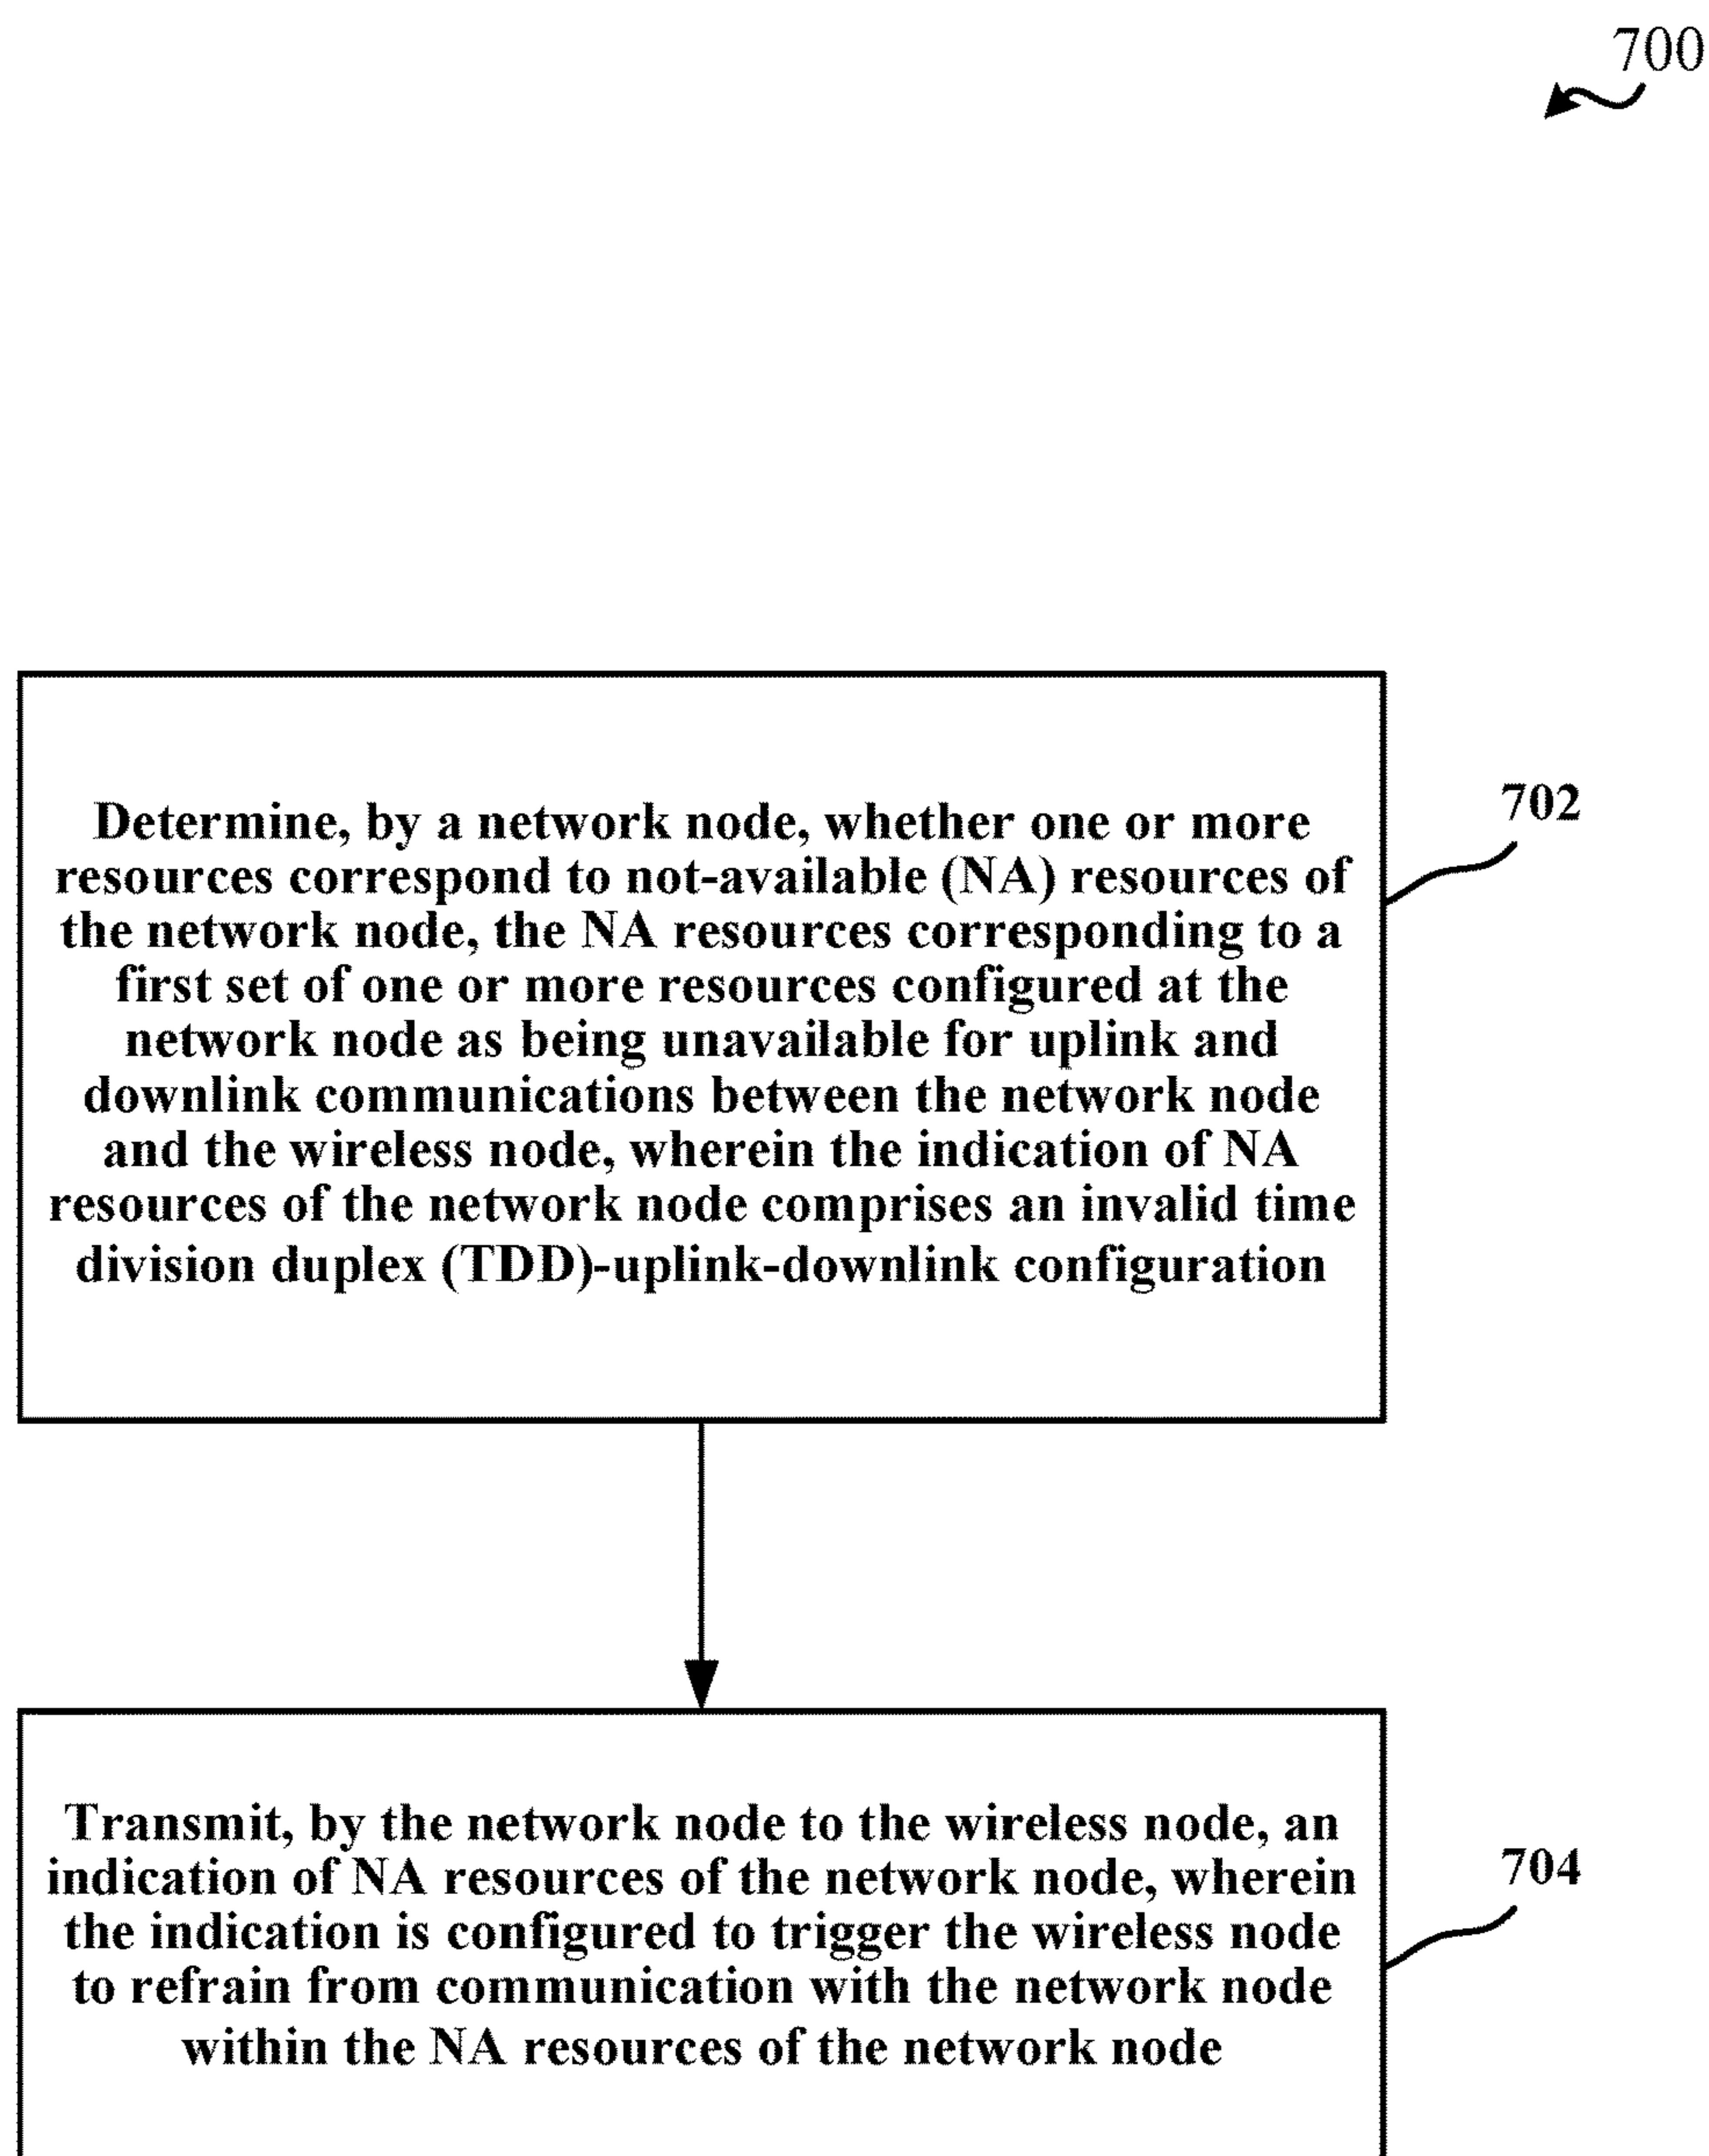 700
Determine, by a network node, whether one or more
resources correspond to not-available (NA) resources of
the network node, the NA resources corresponding to a
first set of one or more resources configured at the
network node as being unavailable for uplink and
downlink communications between the network node
and the wireless node, wherein the indication of NA
resources of the network node comprises an invalid time
division duplex (TDD)-uplink-downlink configuration
702
Transmit, by the network node to the wireless node, an
indication of NA resources of the network node, wherein
the indication is configured to trigger the wireless node
to refrain from communication with the network node
within the NA resources of the network node
704